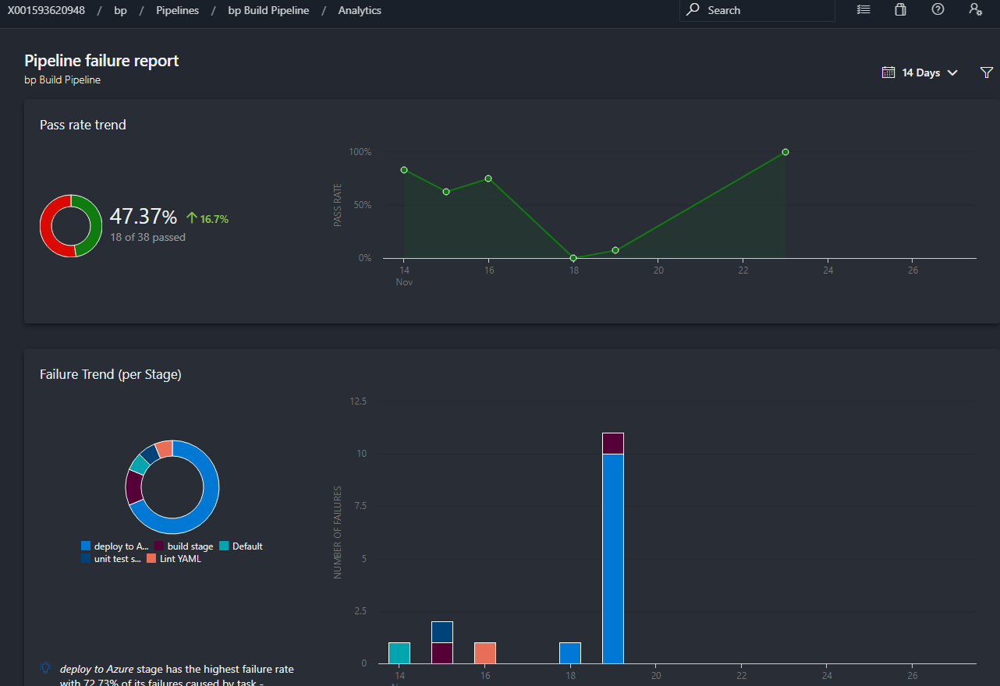 X001593620948 / bp / Pipelines / bp Build Pipeline / Analytics
Search
Pipeline failure report
bp Build Pipeline
14 Days
Pass rate trend
47.37% 16.7%
18 of 38 passed
PASS RATE
100%
50%
0%
14 16 18 20 22 24 26
Nov
Failure Trend (per Stage)
deploy to A... build stage Default
unit test s... Lint YAML
NUMBER OF FAILURES
12.5
10
7.5
5
2.5
0
14 16 18 20 22 24 26
deploy to Azure stage has the highest failure rate
with 72.73% of its failures caused by task -